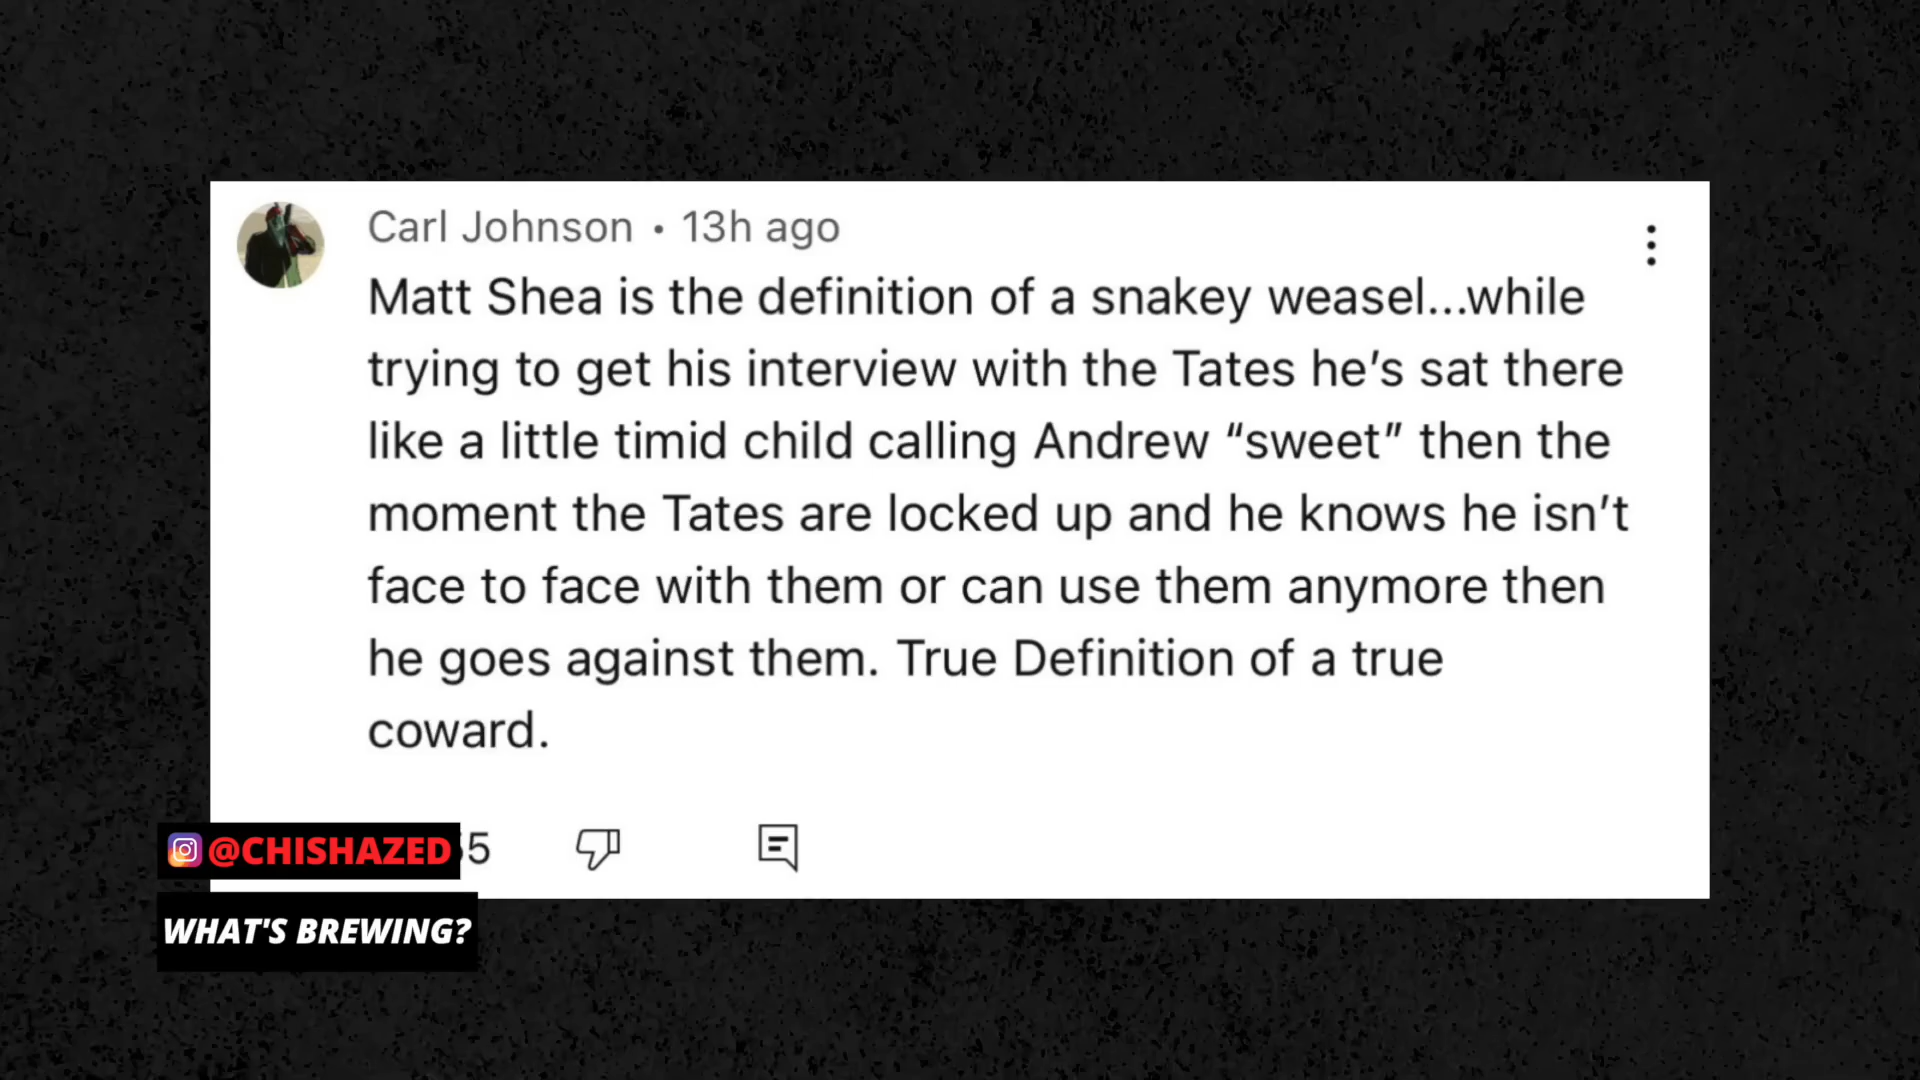 Carl Johnson • 13h ago
Matt Shea is the definition of a snakey weasel...while
trying to get his interview with the Tates he’s sat there
like a little timid child calling Andrew “sweet” then the
moment the Tates are locked up and he knows he isn’t
face to face with them or can use them anymore then
he goes against them. True Definition of a true
coward.
@CHISHAZED
WHAT'S BREWING?